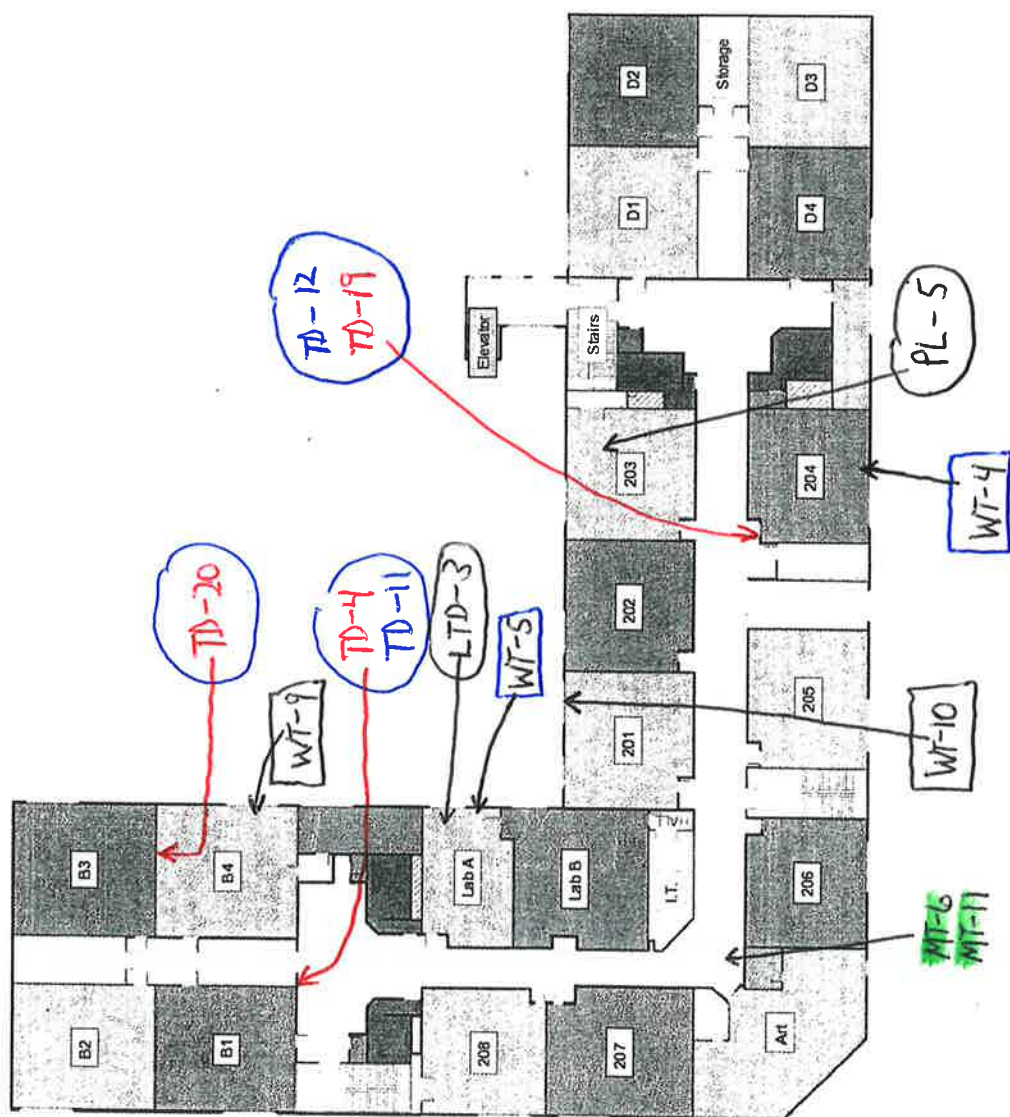 B2
B3
B1
B4
TD-20
WT-9
TD-12
TD-19
TD-4
TD-11
LTD-3
208
Lab A
Elevator
WT-5
Lab B
Stairs
207
201
202
203
D1
D2
I.T.
HALL
Storage
Art
206
205
204
D4
D3
MT-10
MT-11
WT-10
PL-5
WT-4